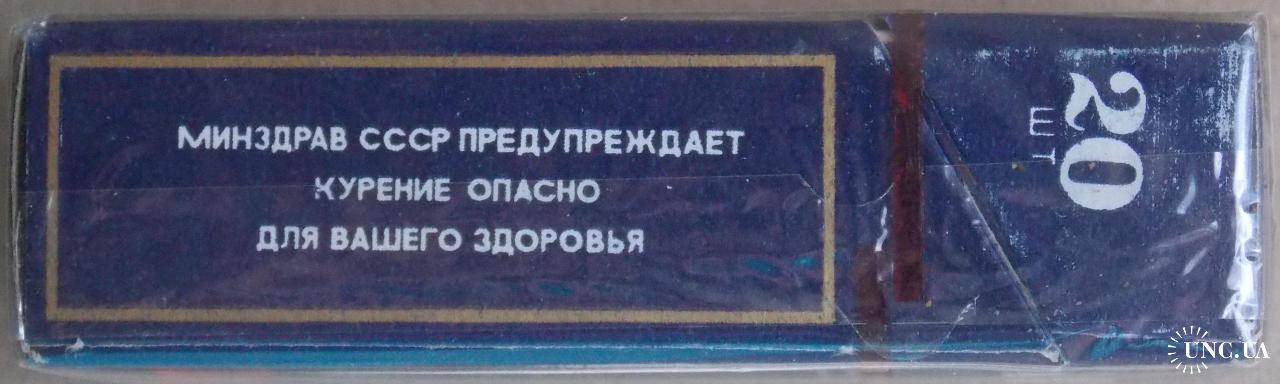 МИНЗДРАВ СССР ПРЕДУПРЕЖДАЕТ
КУРЕНИЕ ОПАСНО
ДЛЯ ВАШЕГО ЗДОРОВЬЯ
20
ШТ
UNC.UA